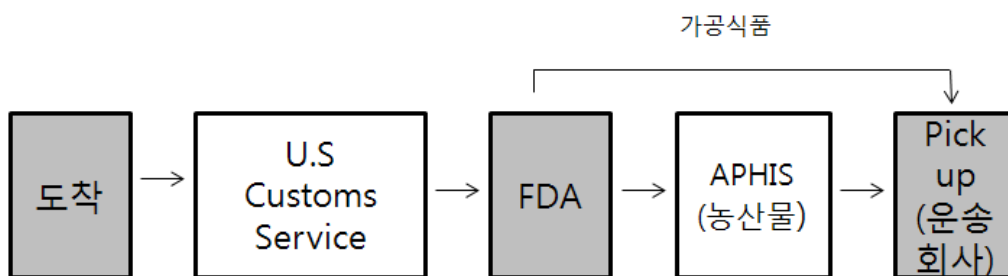 가공식품
도착
U.S
Customs
Service
FDA
APHIS
(농산물)
Pick
up
(운송
회사)